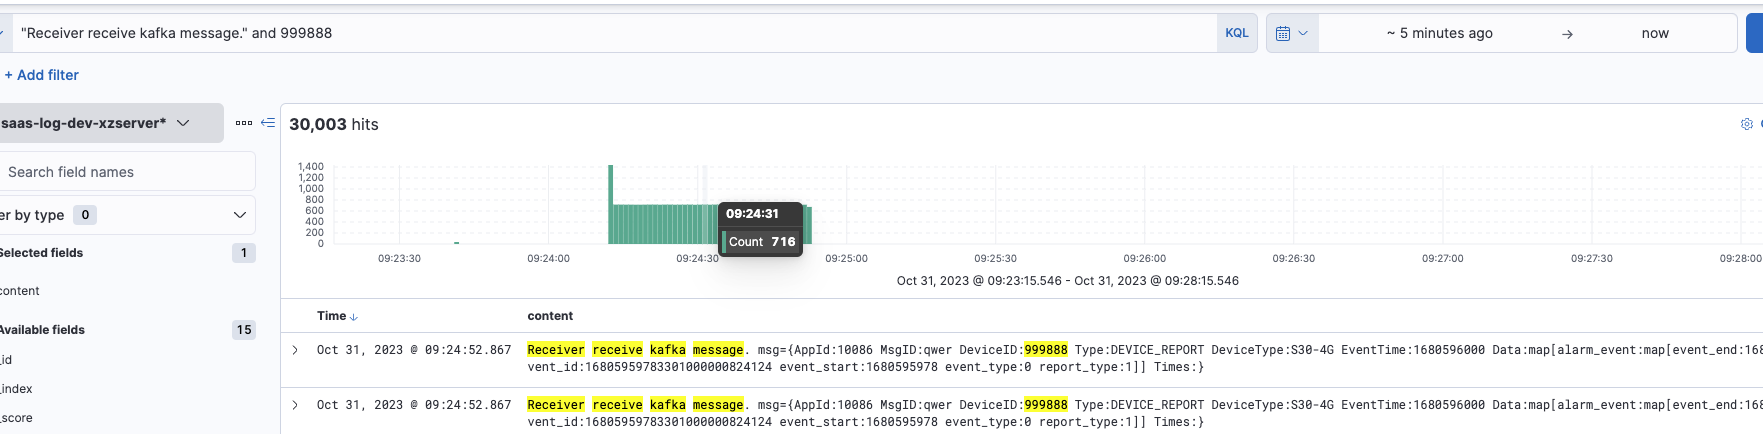 "Receiver receive kafka message." and 999888 KQL ~ 5 minutes ago → now
+ Add filter
saas-log-dev-xzserver*
30,003 hits
Search field names
er by type 0
Selected fields 1
content
Available fields 15
_id
_index
_score
1,400
1,200
1,000
800
600
400
200
0
09:24:31
Count 716
09:23:30 09:24:00 09:24:30 09:25:00 09:25:30 09:26:00 09:26:30 09:27:00 09:27:30 09:28:00
Oct 31, 2023 @ 09:23:15.546 - Oct 31, 2023 @ 09:28:15.546
Time ↓ content
Oct 31, 2023 @ 09:24:52.867 Receiver receive kafka message. msg={AppId:10086 MsgID:qwer DeviceID:999888 Type:DEVICE_REPORT DeviceType:S30-4G EventTime:1680596000 Data:map[alarm_event:map[event_end:168
vent_id:16805959783301000000824124 event_start:1680595978 event_type:0 report_type:1]] Times:}
Oct 31, 2023 @ 09:24:52.867 Receiver receive kafka message. msg={AppId:10086 MsgID:qwer DeviceID:999888 Type:DEVICE_REPORT DeviceType:S30-4G EventTime:1680596000 Data:map[alarm_event:map[event_end:168
vent_id:16805959783301000000824124 event_start:1680595978 event_type:0 report_type:1]] Times:}